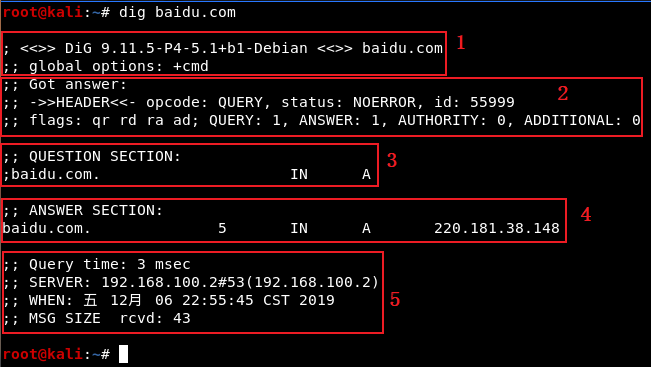 root@kali:~# dig baidu.com
; <<>> DiG 9.11.5-P4-5.1+b1-Debian <<>> baidu.com
1
;; global options: +cmd
;; Got answer:
2
;; ->>HEADER<<- opcode: QUERY, status: NOERROR, id: 55999
;; flags: qr rd ra ad; QUERY: 1, ANSWER: 1, AUTHORITY: 0, ADDITIONAL: 0
;; QUESTION SECTION:
3
;baidu.com. IN A
;; ANSWER SECTION:
4
baidu.com. 5 IN A 220.181.38.148
;; Query time: 3 msec
;; SERVER: 192.168.100.2#53(192.168.100.2)
;; WHEN: 五 12月 06 22:55:45 CST 2019
5
;; MSG SIZE  rcvd: 43
root@kali:~#